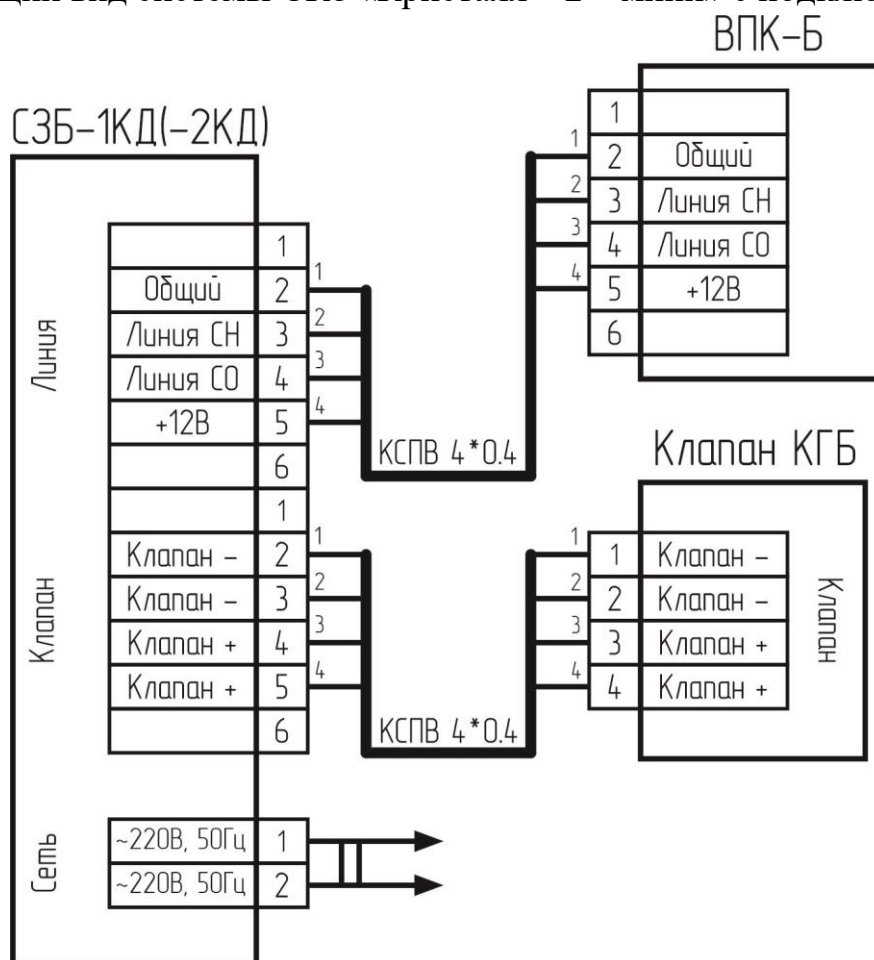 ВПК-Б
СЗБ-1КД(-2КД)
1
1 2 Общий
2 3 Линия СН
3 4 Линия СО
4 5 +12В
6
Линия
1
Общий 2 1
Линия СН 3 2
Линия СО 4 3
+12В 5 4
6
КСПВ 4*0.4
Клапан КГБ
Клапан
1
Клапан - 2 1
Клапан - 3 2
Клапан + 4 3
Клапан + 5 4
6
КСПВ 4*0.4
1 1 Клапан -
2 2 Клапан -
3 3 Клапан +
4 4 Клапан +
Клапан
Сеть
~220В, 50Гц 1
~220В, 50Гц 2